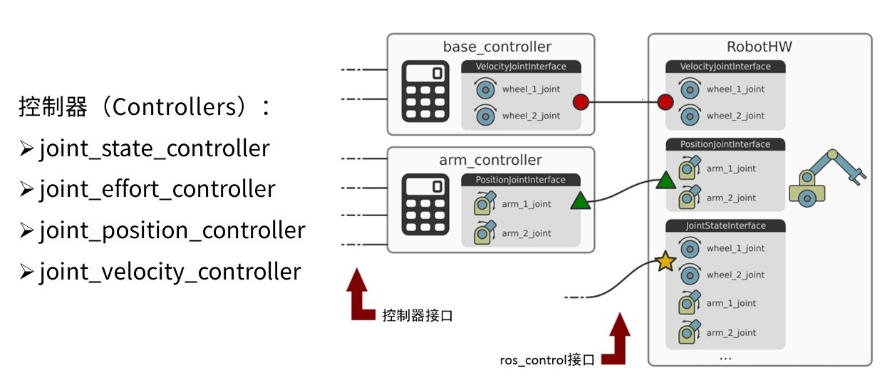 控制器（Controllers）：
➢joint_state_controller
➢joint_effort_controller
➢joint_position_controller
➢joint_velocity_controller
base_controller
0
VelocityJointInterface
wheel_1_joint
wheel_2_joint
arm_controller
0
PositionJointInterface
arm_1_joint
arm_2_joint
控制器接口
ros_control接口
RobotHW
VelocityJointInterface
wheel_1_joint
wheel_2_joint
PositionJointInterface
arm_1_joint
arm_2_joint
JointStateInterface
wheel_1_joint
wheel_2_joint
arm_1_joint
arm_2_joint
...